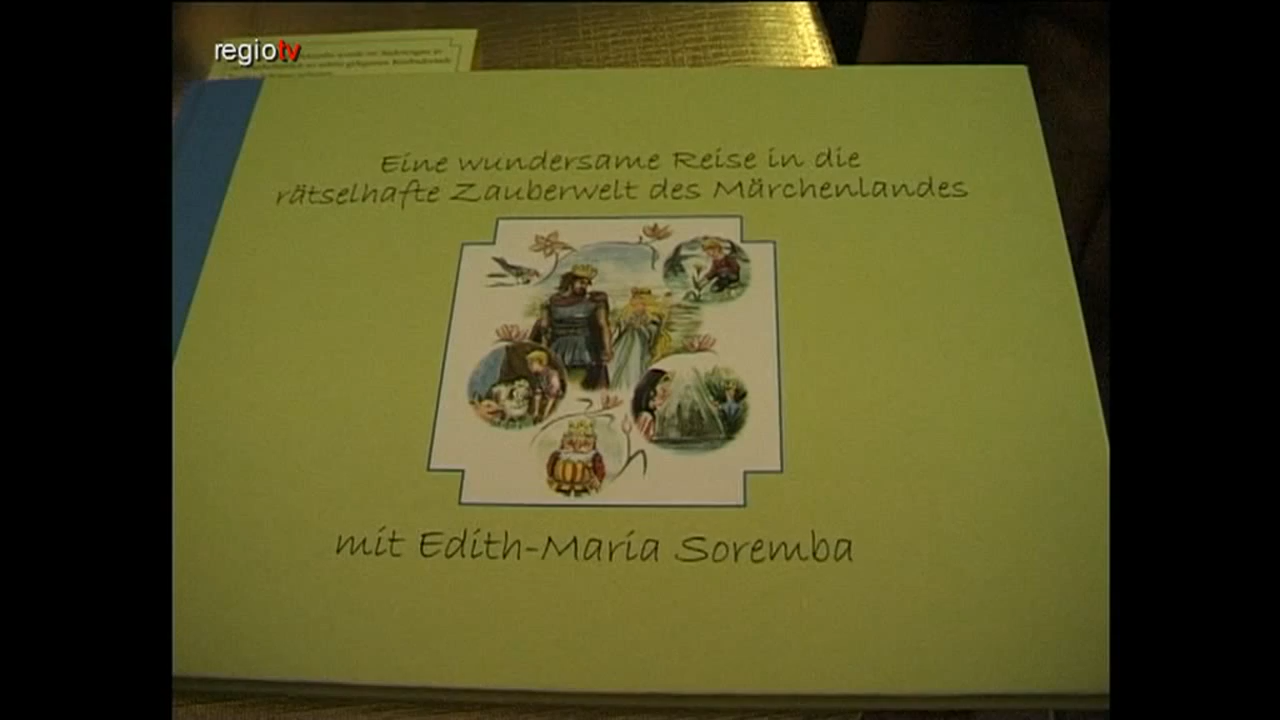 regiotv
Eine wundersame Reise in die
rätselhafte Zauberwelt des Märchenlandes
mit Edith-Maria Soremba